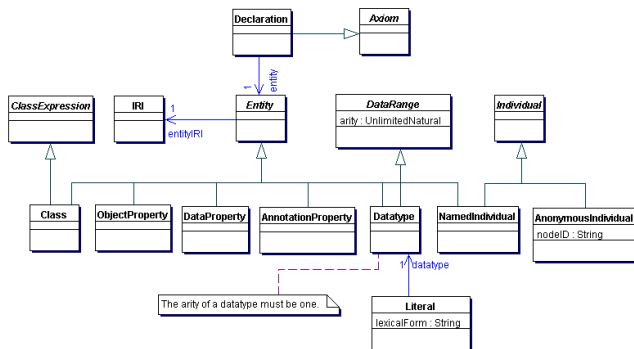 Declaration
Axiom
1
entity
ClassExpression
IRI
1
entityIRI
Entity
DataRange
arity : UnlimitedNatural
Individual
Class
ObjectProperty
DataProperty
AnnotationProperty
Datatype
NamedIndividual
AnonymousIndividual
nodeID : String
1 datatype
The arity of a datatype must be one.
Literal
lexicalForm : String